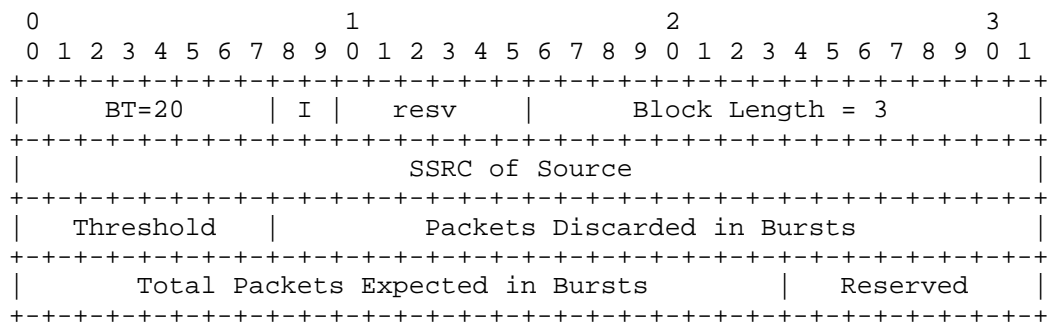 0                   1                   2                   3
 0 1 2 3 4 5 6 7 8 9 0 1 2 3 4 5 6 7 8 9 0 1 2 3 4 5 6 7 8 9 0 1
+-+-+-+-+-+-+-+-+-+-+-+-+-+-+-+-+-+-+-+-+-+-+-+-+-+-+-+-+-+-+-+-+
|     BT=20     | I |   resv    |      Block Length = 3         |
+-+-+-+-+-+-+-+-+-+-+-+-+-+-+-+-+-+-+-+-+-+-+-+-+-+-+-+-+-+-+-+-+
|                        SSRC of Source                         |
+-+-+-+-+-+-+-+-+-+-+-+-+-+-+-+-+-+-+-+-+-+-+-+-+-+-+-+-+-+-+-+-+
|   Threshold   |         Packets Discarded in Bursts           |
+-+-+-+-+-+-+-+-+-+-+-+-+-+-+-+-+-+-+-+-+-+-+-+-+-+-+-+-+-+-+-+-+
|       Total Packets Expected in Bursts        |   Reserved    |
+-+-+-+-+-+-+-+-+-+-+-+-+-+-+-+-+-+-+-+-+-+-+-+-+-+-+-+-+-+-+-+-+